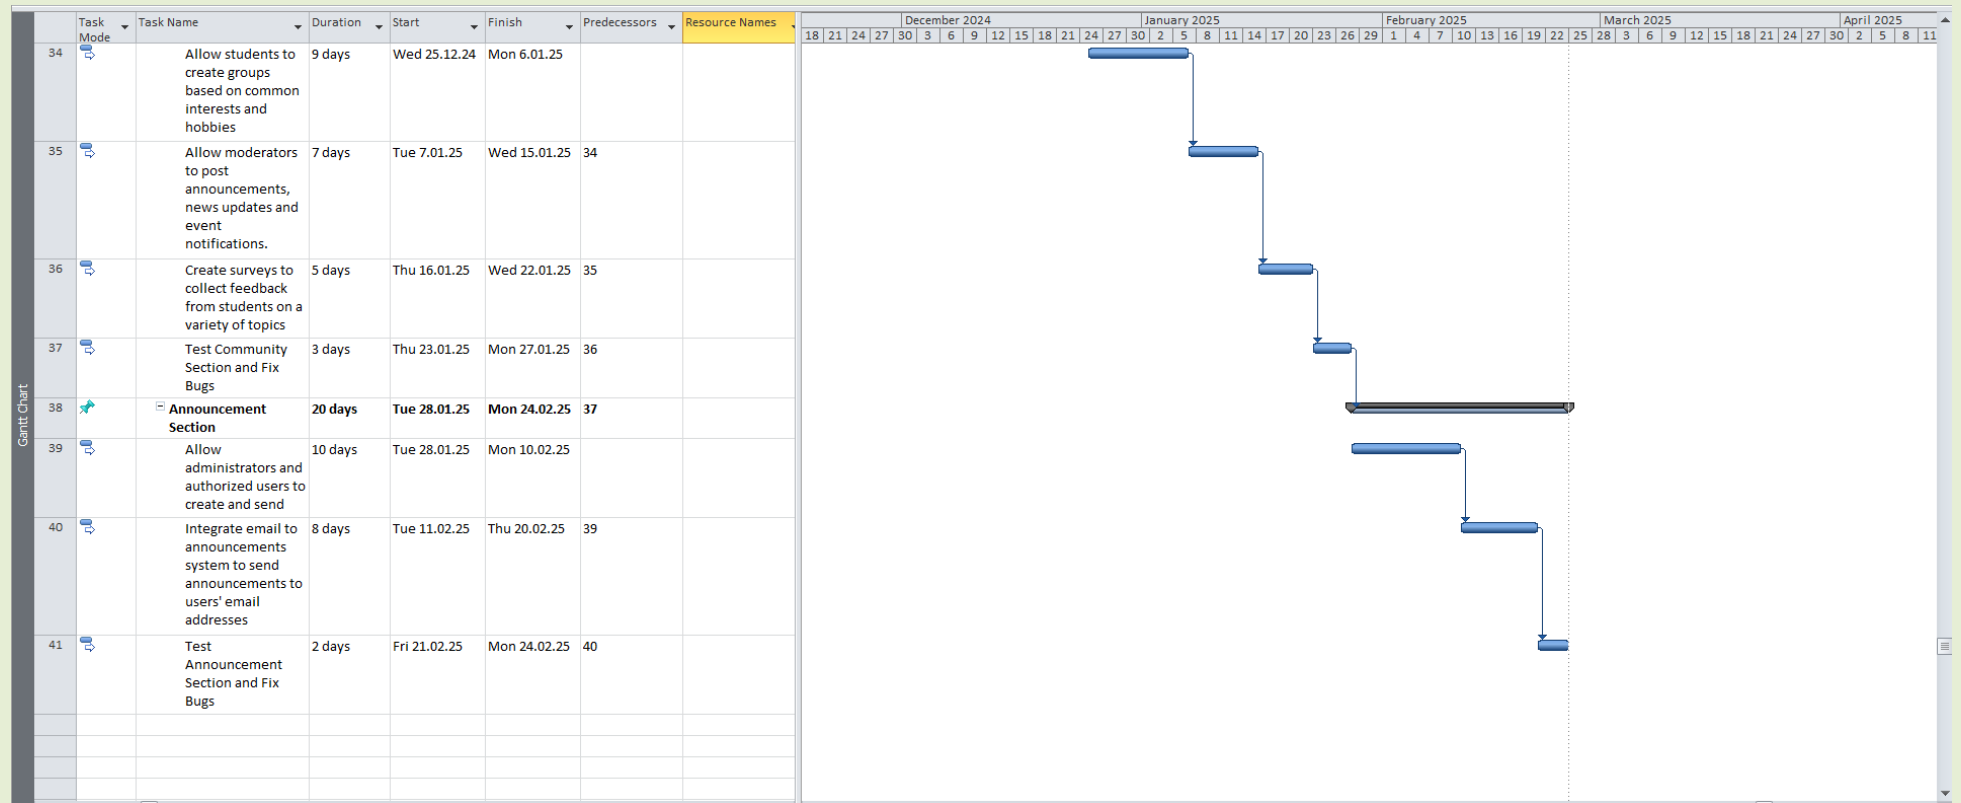 Task Mode Task Name Duration Start Finish Predecessors Resource Names
December 2024 January 2025 February 2025 March 2025 April 2025
18 21 24 27 30 3 6 9 12 15 18 21 24 27 30 2 5 8 11 14 17 20 23 26 29 1 4 7 10 13 16 19 22 25 28 3 6 9 12 15 18 21 24 27 30 2 5 8 11
Gantt Chart
34 Allow students to 9 days Wed 25.12.24 Mon 6.01.25
create groups
based on common
interests and
hobbies
35 Allow moderators 7 days Tue 7.01.25 Wed 15.01.25 34
to post
announcements,
news updates and
event
notifications.
36 Create surveys to 5 days Thu 16.01.25 Wed 22.01.25 35
collect feedback
from students on a
variety of topics
37 Test Community 3 days Thu 23.01.25 Mon 27.01.25 36
Section and Fix
Bugs
38 Announcement 20 days Tue 28.01.25 Mon 24.02.25 37
Section
39 Allow 10 days Tue 28.01.25 Mon 10.02.25
administrators and
authorized users to
create and send
40 Integrate email to 8 days Tue 11.02.25 Thu 20.02.25 39
announcements
system to send
announcements to
users' email
addresses
41 Test 2 days Fri 21.02.25 Mon 24.02.25 40
Announcement
Section and Fix
Bugs